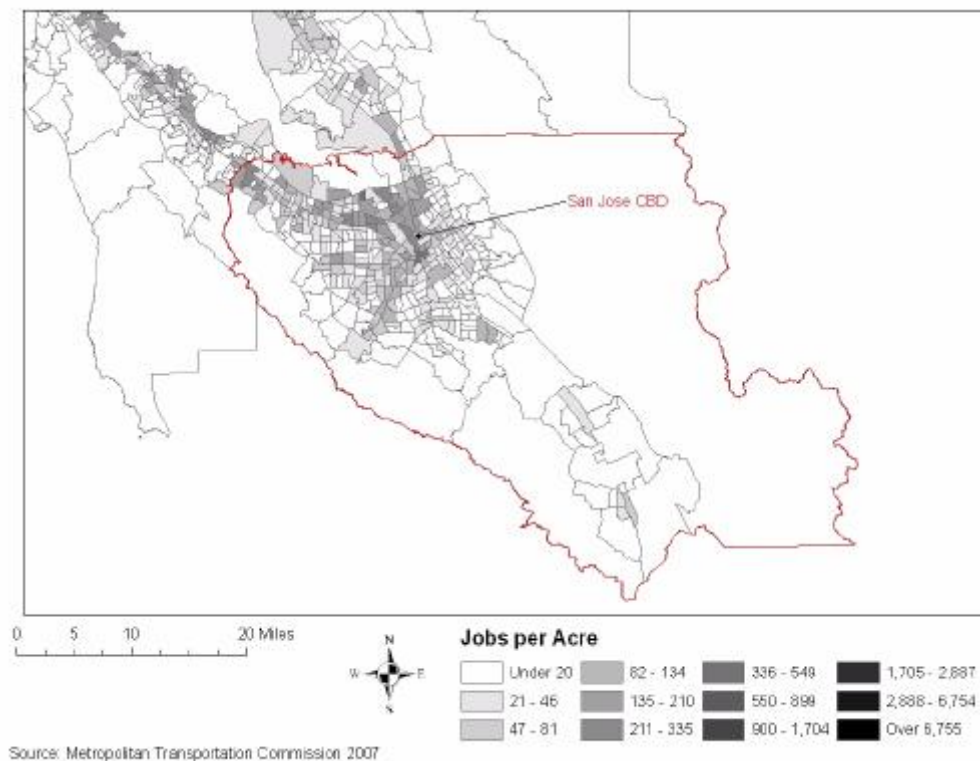 San Jose CBD
0 5 10 20 Miles
N
W E
S
Jobs per Acre
Under 20 82 - 134 336 - 549 1,705 - 2,887
21 - 46 135 - 210 550 - 899 2,888 - 6,754
47 - 81 211 - 335 900 - 1,704 Over 6,755
Source: Metropolitan Transportation Commission 2007